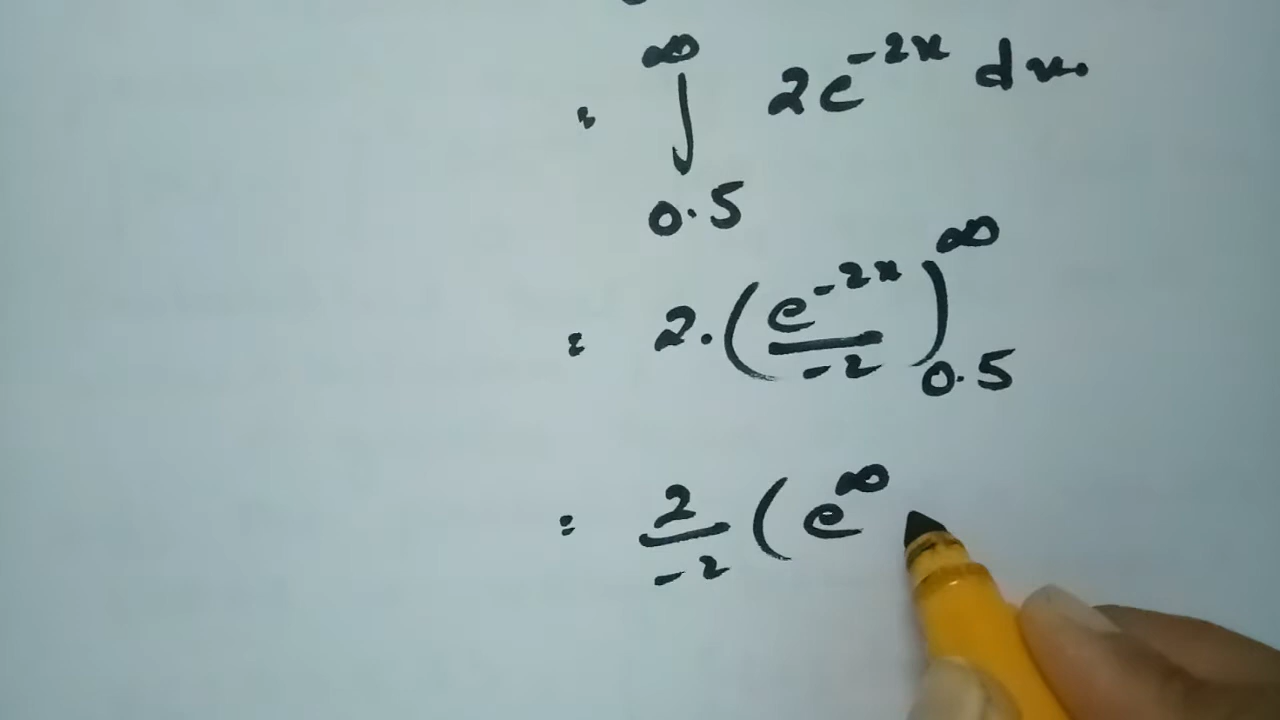 = ∫_{0.5}^{∞} 2e^{-2x} dx.
= 2.(e^{-2x}/-2)_{0.5}^{∞}
= 2/-2 (e^{∞}